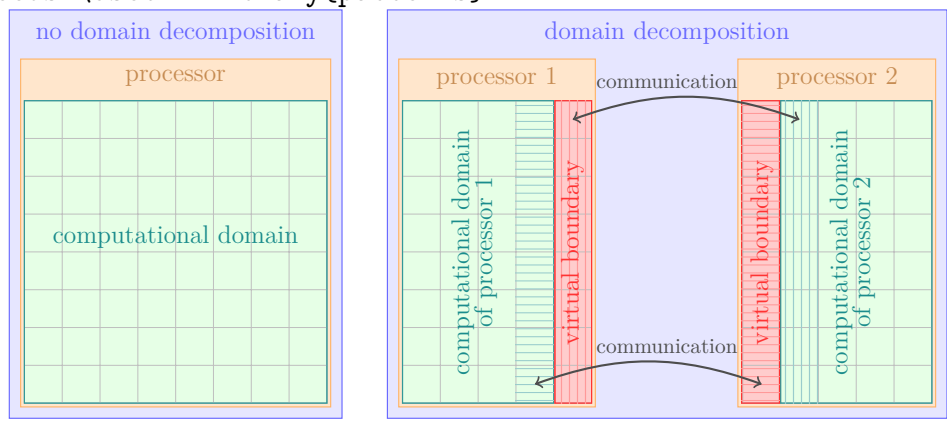 no domain decomposition
processor
computational domain
domain decomposition
processor 1
communication
processor 2
computational domain
of processor 1
virtual boundary
virtual boundary
computational domain
of processor 2
communication